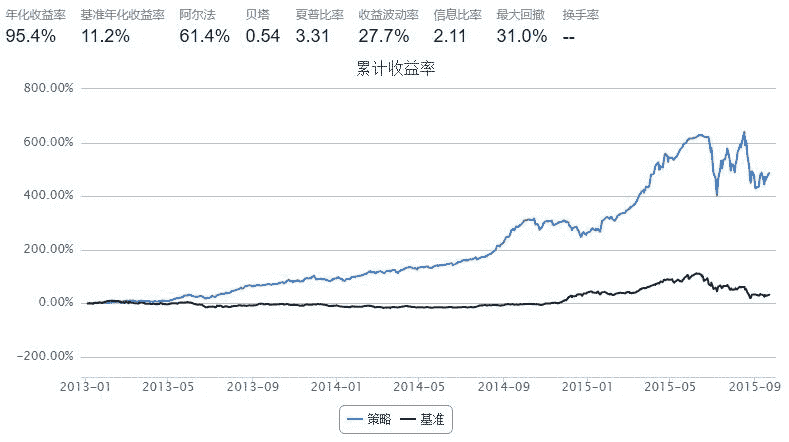 年化收益率 基准年化收益率 阿尔法 贝塔 夏普比率 收益波动率 信息比率 最大回撤 换手率
95.4% 11.2% 61.4% 0.54 3.31 27.7% 2.11 31.0% --
累计收益率
800.00%
600.00%
400.00%
200.00%
0.00%
-200.00%
2013-01 2013-05 2013-09 2014-01 2014-05 2014-09 2015-01 2015-05 2015-09
策略 基准